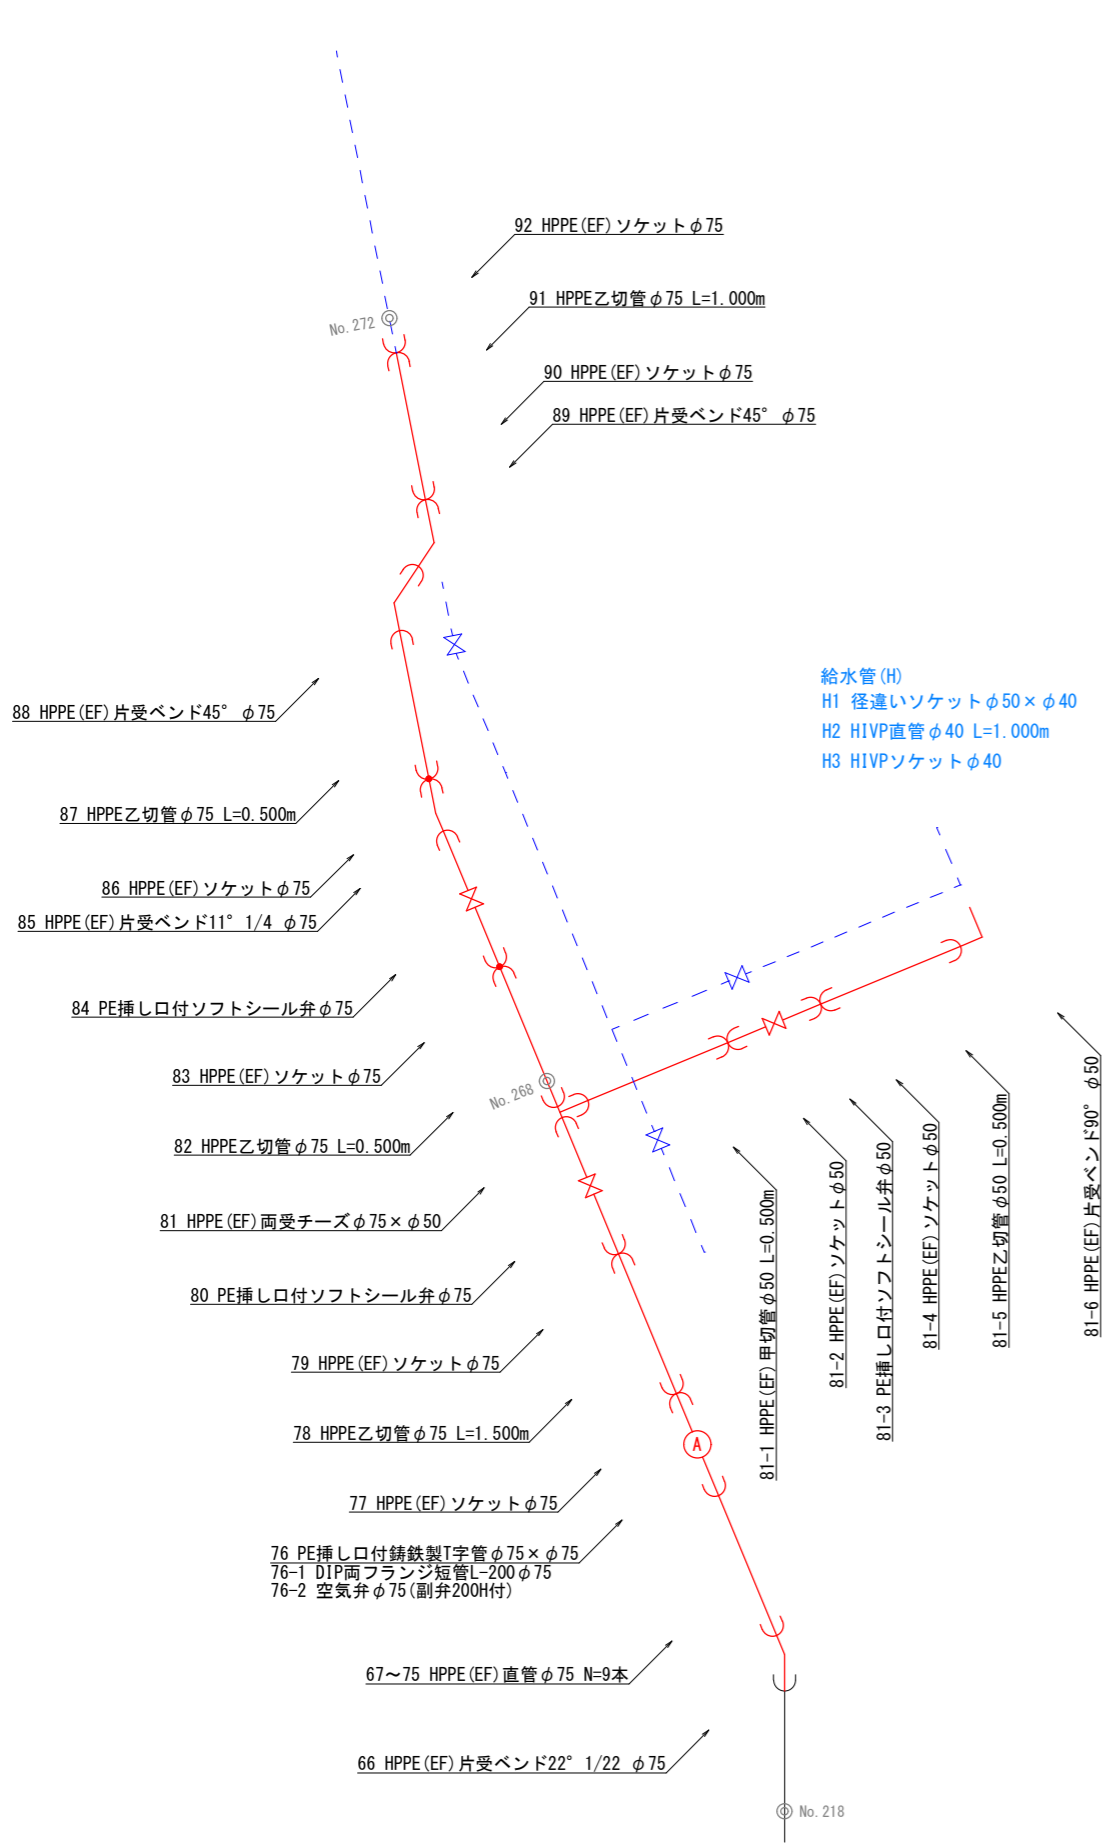 92 HPPE(EF)ソケットφ75
91 HPPE乙切管φ75 L=1.000m
No.272
90 HPPE(EF)ソケットφ75
89 HPPE(EF)片受ベンド45° φ75
給水管(H)
H1 径違いソケットφ50×φ40
H2 HIVP直管φ40 L=1.000m
H3 HIVPソケットφ40
88 HPPE(EF)片受ベンド45° φ75
87 HPPE乙切管φ75 L=0.500m
86 HPPE(EF)ソケットφ75
85 HPPE(EF)片受ベンド11° 1/4 φ75
84 PE挿し口付ソフトシール弁φ75
83 HPPE(EF)ソケットφ75
No.268
82 HPPE乙切管φ75 L=0.500m
81 HPPE(EF)両受チーズφ75×φ50
80 PE挿し口付ソフトシール弁φ75
79 HPPE(EF)ソケットφ75
78 HPPE乙切管φ75 L=1.500m
A
77 HPPE(EF)ソケットφ75
76 PE挿し口付鋳鉄製T字管φ75×φ75
76-1 DIP両フランジ短管L-200φ75
76-2 空気弁φ75(副弁200H付)
67～75 HPPE(EF)直管φ75 N=9本
66 HPPE(EF)片受ベンド22° 1/22 φ75
No.218
81-1 HPPE(EF)甲切管φ50 L=0.500m
81-2 HPPE(EF)ソケットφ50
81-3 PE挿し口付ソフトシール弁φ50
81-4 HPPE(EF)ソケットφ50
81-5 HPPE乙切管φ50 L=0.500m
81-6 HPPE(EF)片受ベンド90° φ50